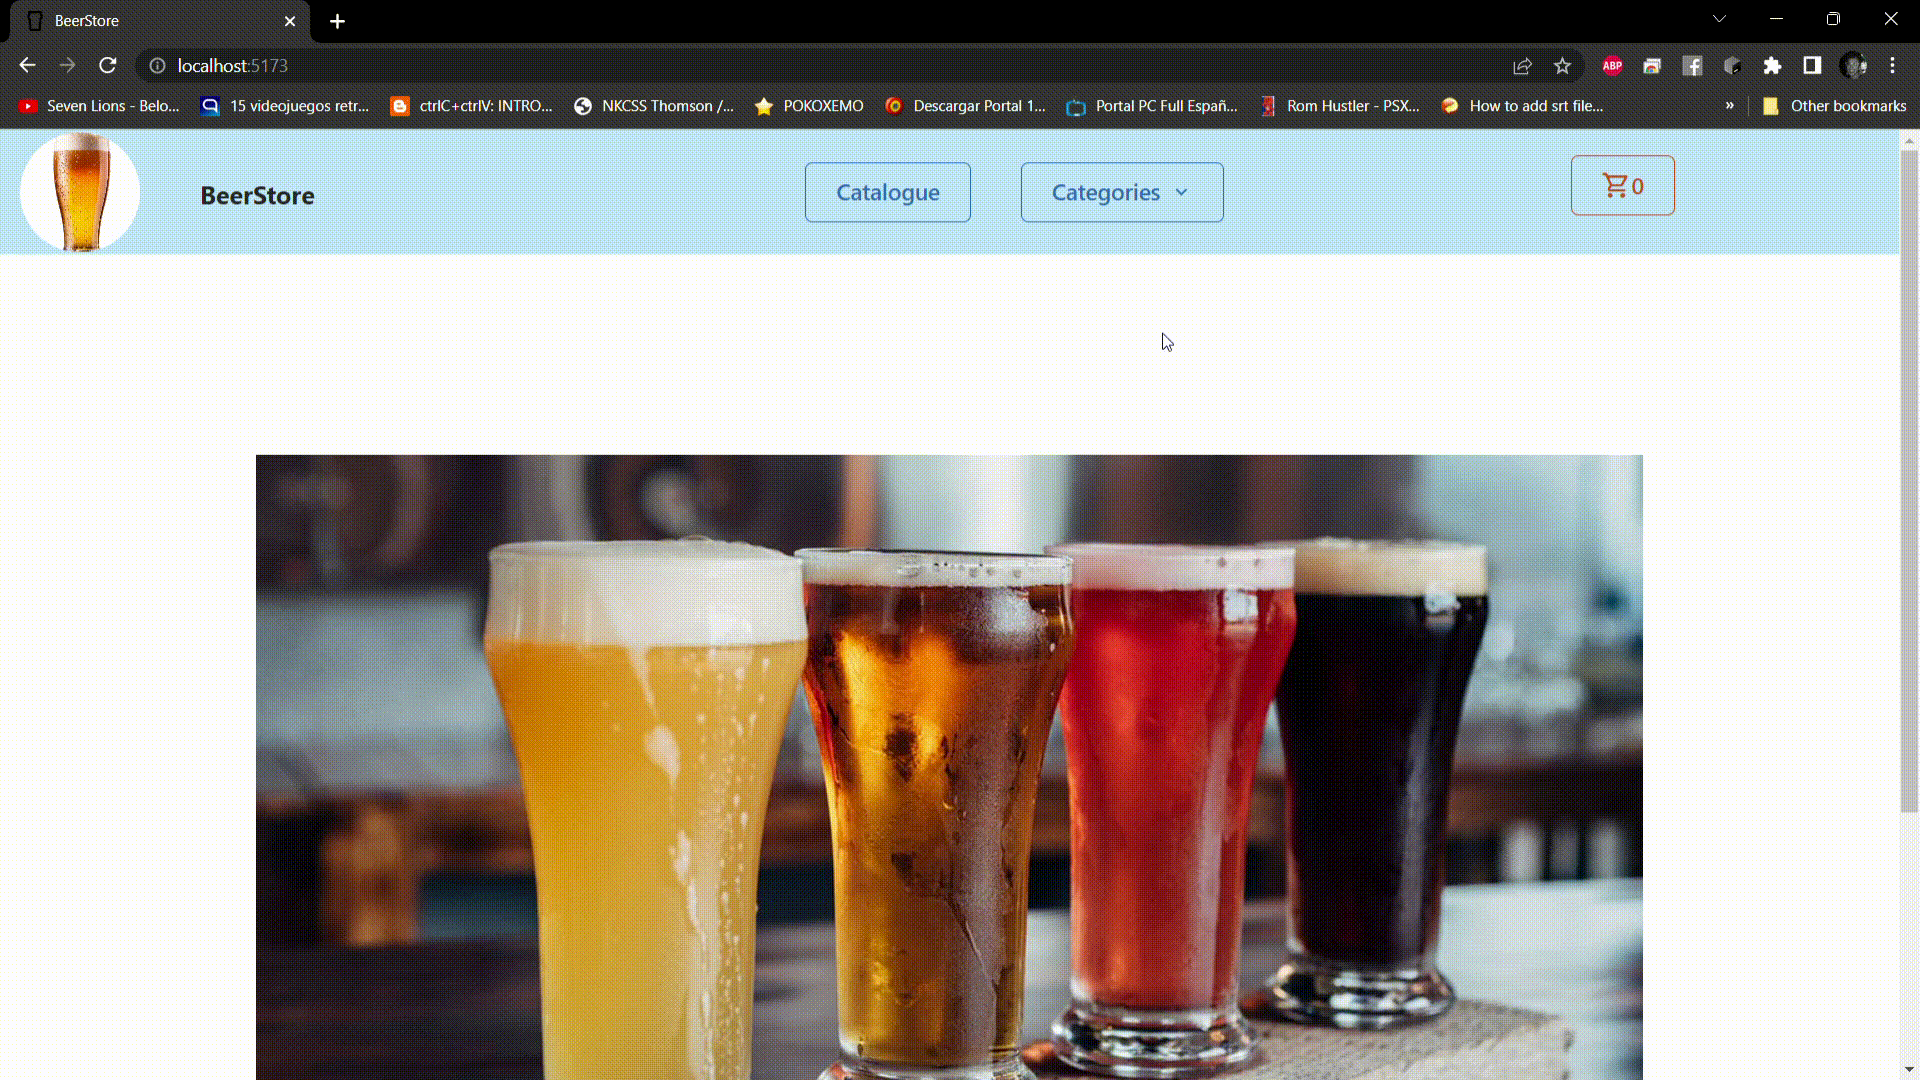 BeerStore
localhost:5173
ABP
Seven Lions - Belo... 15 videojuegos retr... ctrlC+ctrlV: INTRO... NKCSS Thomson /... POKOXEMO Descargar Portal 1... Portal PC Full Españ... Rom Hustler - PSX... How to add srt file... » Other bookmarks
BeerStore Catalogue Categories 0